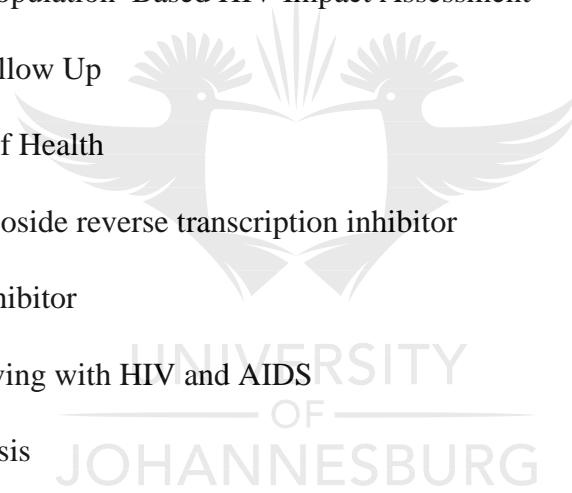 opulation- Based HIV Impact Assessment
llow Up
f Health
oside reverse transcription inhibitor
hibitor
ving with HIV and AIDS
sis
UNIVERSITY
OF
JOHANNESBURG